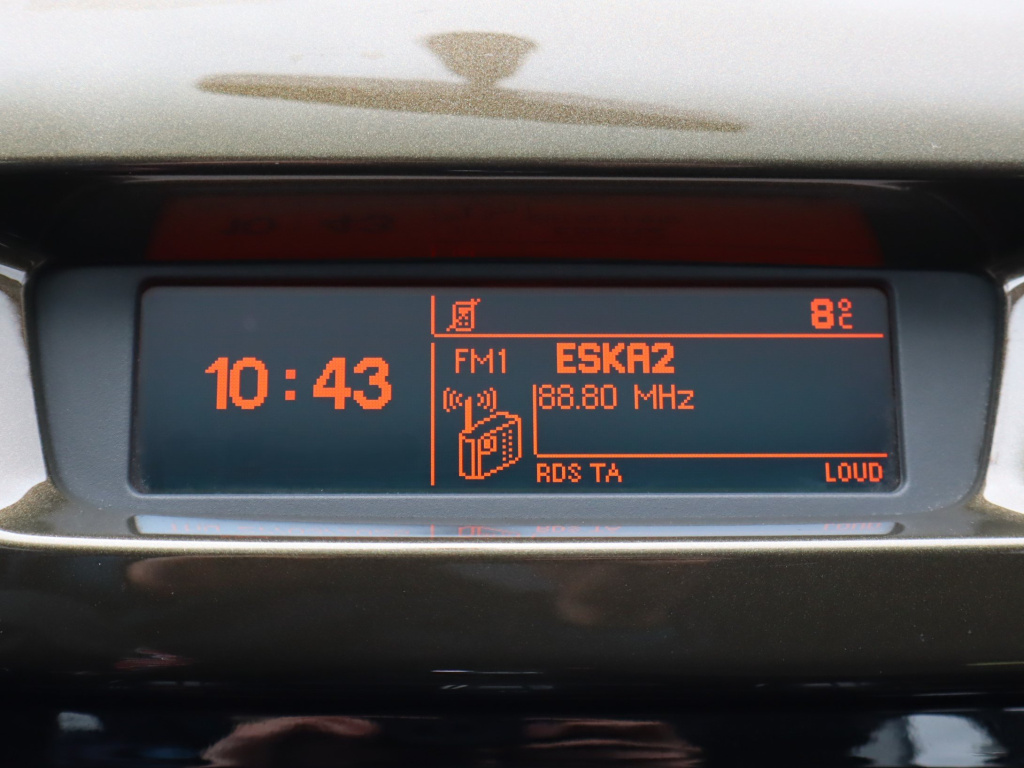 10:43
8°C
FM1 ESKA2
88.80 MHz
RDS TA LOUD